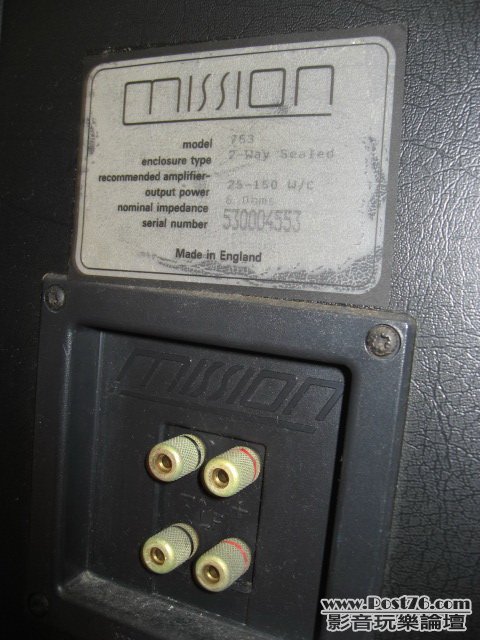 mission
model 753
enclosure type 2-Way Sealed
recommended amplifier-
output power 25-150 W/C
nominal impedance 6 Ohms
serial number 530004553
Made in England
mission
www.Post76.com
影音玩樂論壇